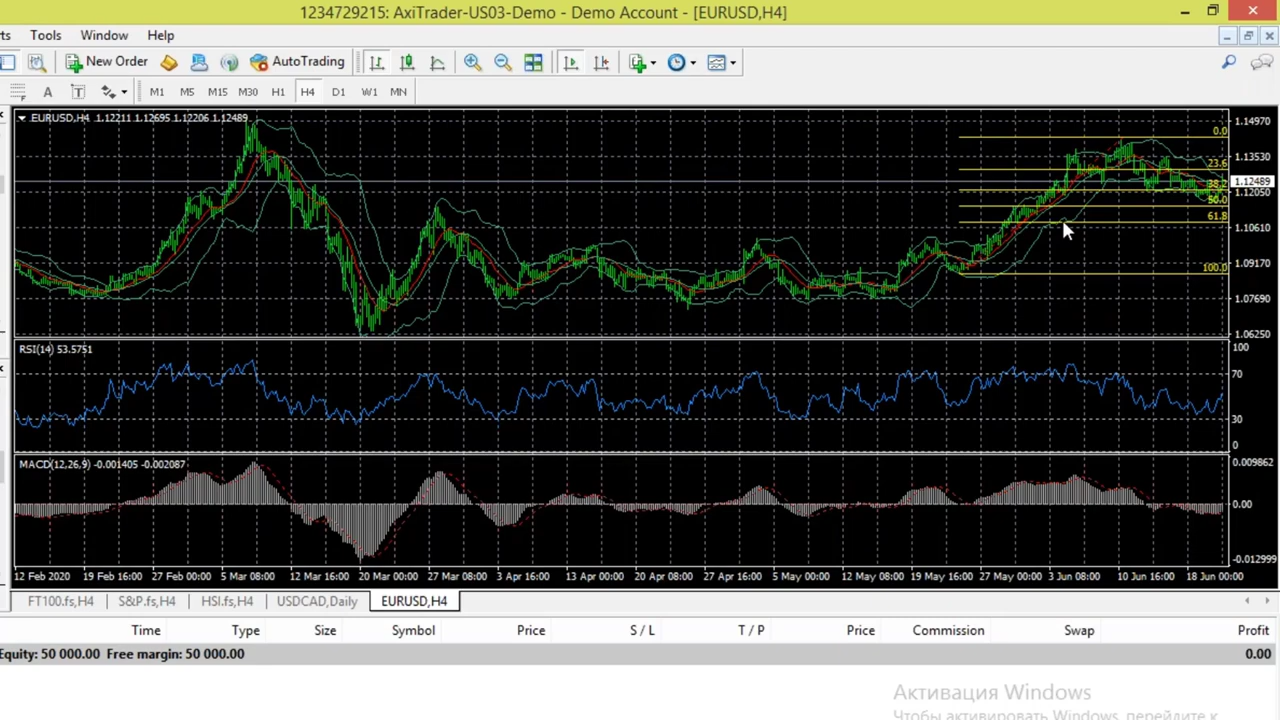 1234729215: AxiTrader-US03-Demo - Demo Account - [EURUSD,H4]
rts Tools Window Help
New Order AutoTrading
A T M1 M5 M15 M30 H1 H4 D1 W1 MN
EURUSD,H4 1.12211 1.12695 1.12206 1.12489
1.14970
0.0
1.13530
23.6
1.12489
38.2
1.12050
50.0
61.8
1.10610
1.09170
100.0
1.07690
1.06250
RSI(14) 53.5751
100
70
30
0
MACD(12,26,9) -0.001405 -0.002087
0.009862
0.00
-0.012999
12 Feb 2020 19 Feb 16:00 27 Feb 00:00 5 Mar 08:00 12 Mar 16:00 20 Mar 00:00 27 Mar 08:00 3 Apr 16:00 13 Apr 00:00 20 Apr 08:00 27 Apr 16:00 5 May 00:00 12 May 08:00 19 May 16:00 27 May 00:00 3 Jun 08:00 10 Jun 16:00 18 Jun 00:00
FT100.fs,H4 S&P.fs,H4 HSI.fs,H4 USDCAD,Daily EURUSD,H4
Time Type Size Symbol Price S / L T / P Price Commission Swap Profit
Equity: 50 000.00 Free margin: 50 000.00 0.00
Активация Windows
Чтобы активировать Windows, перейдите к